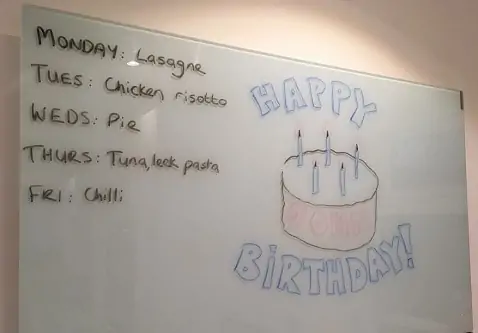 MONDAY: Lasagne
TUES: Chicken risotto
WEDS: Pie
THURS: Tuna, leek pasta
FRI: Chilli
HAPPY
BIRTHDAY!